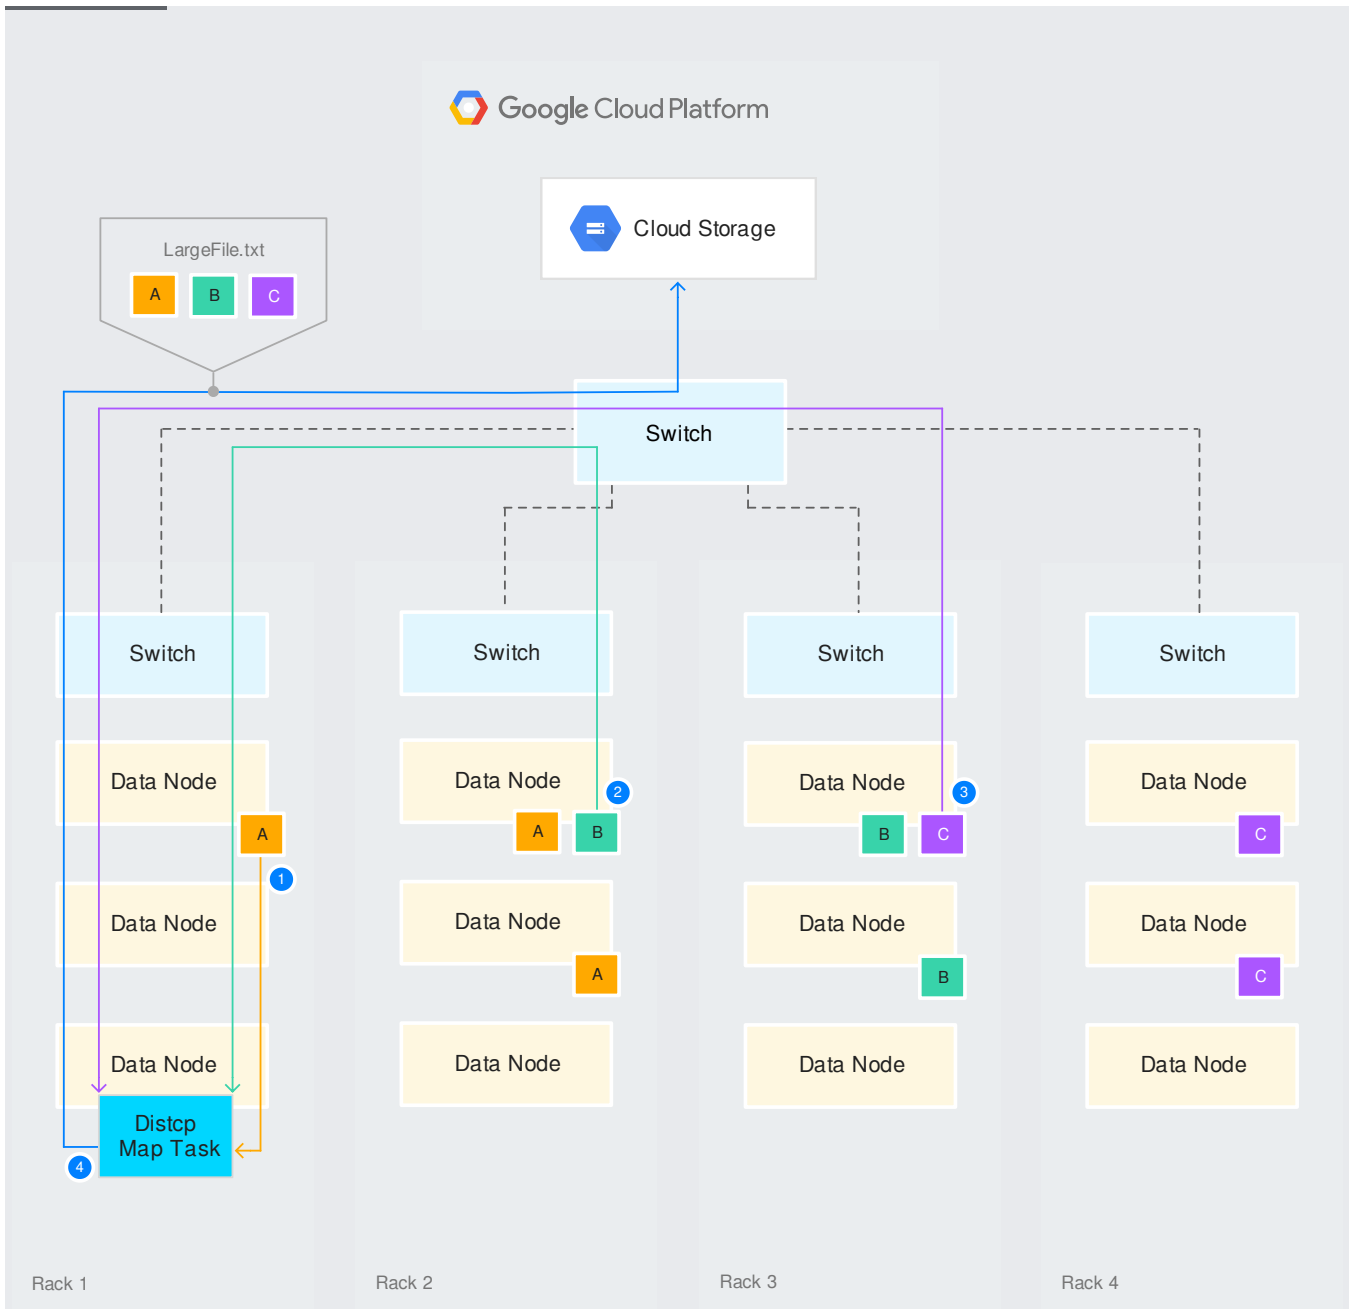 Google Cloud Platform
Cloud Storage
LargeFile.txt
A B C
Switch
Switch Switch Switch Switch
Data Node Data Node Data Node Data Node
2 3
A A B B C C
1
Data Node Data Node Data Node Data Node
A B C
Data Node Data Node Data Node Data Node
Distcp
Map Task
4
Rack 1 Rack 2 Rack 3 Rack 4